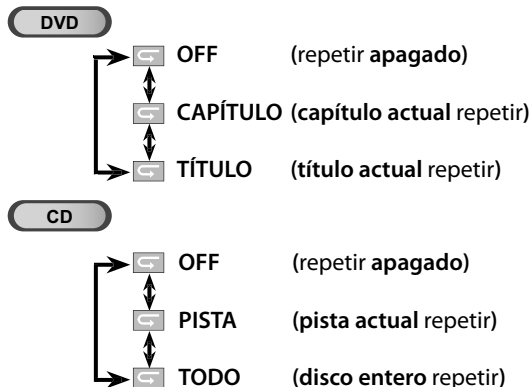 DVD
OFF (repetir apagado)
CAPÍTULO (capítulo actual repetir)
TÍTULO (título actual repetir)
CD
OFF (repetir apagado)
PISTA (pista actual repetir)
TODO (disco entero repetir)